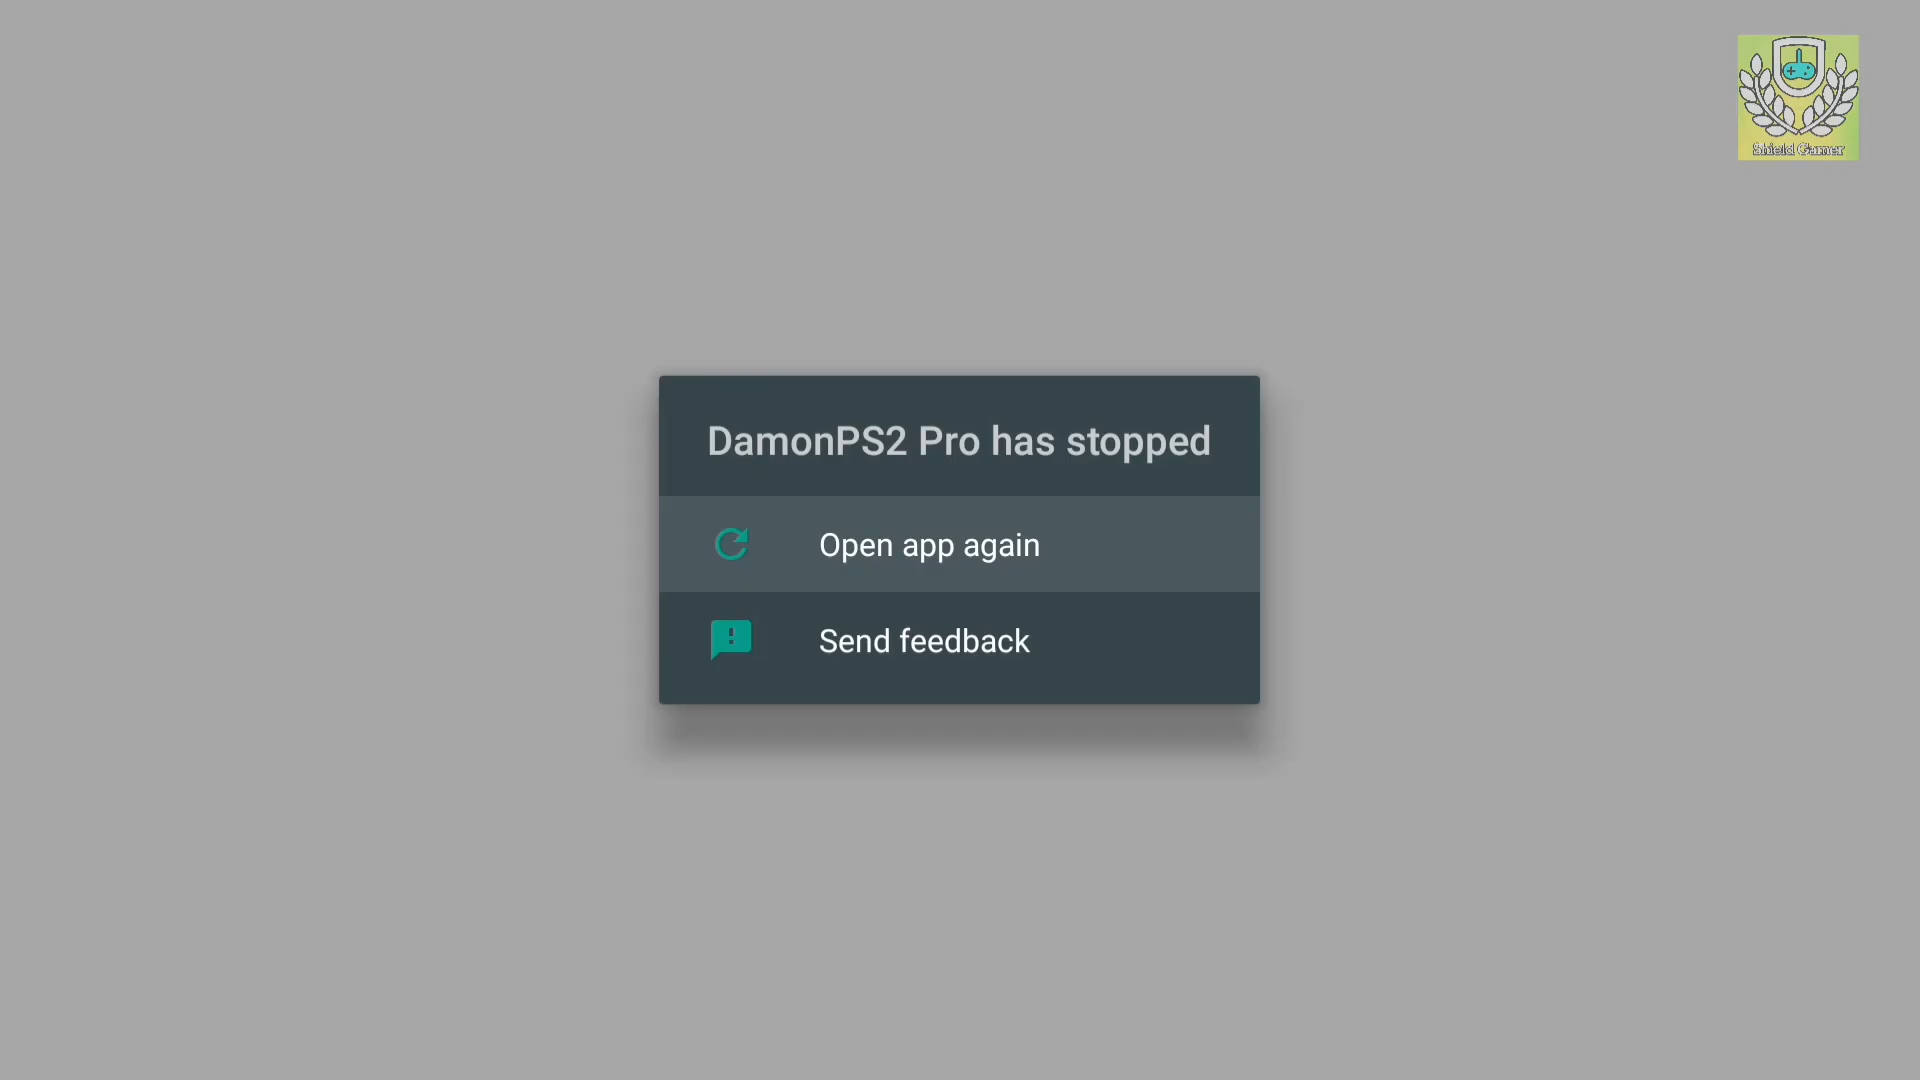 Shield Gamer
DamonPS2 Pro has stopped
Open app again
Send feedback